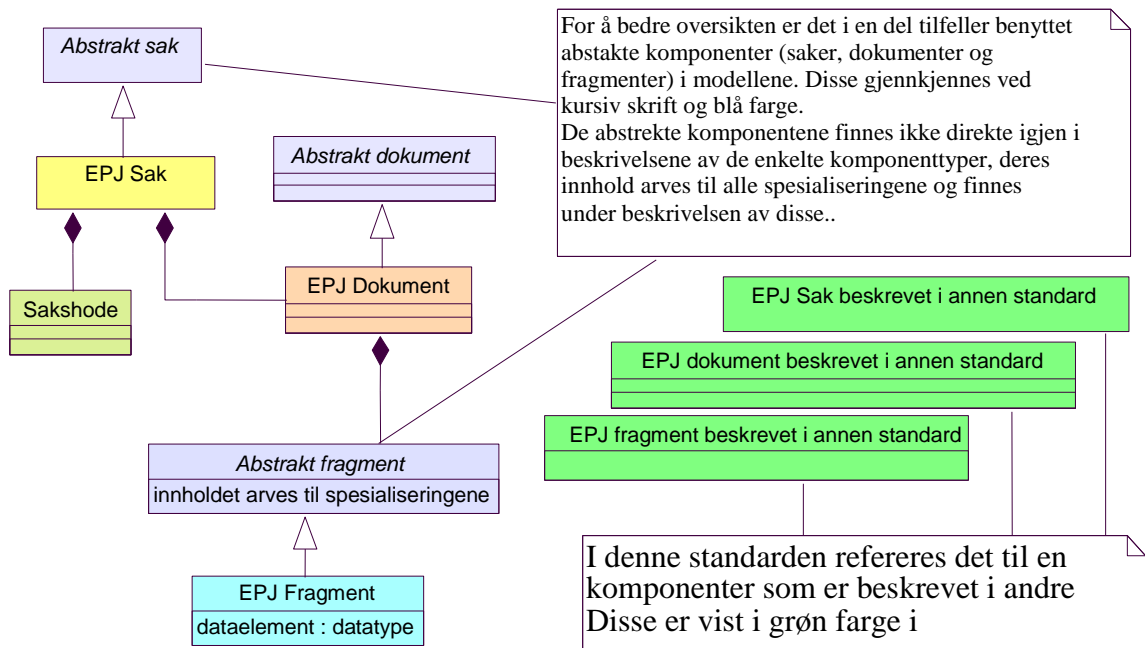 Abstrakt sak
For å bedre oversikten er det i en del tilfeller benyttet
abstakte komponenter (saker, dokumenter og
fragmenter) i modellene. Disse gjennkjennes ved
kursiv skrift og blå farge.
De abstrekte komponentene finnes ikke direkte igjen i
beskrivelsene av de enkelte komponenttyper, deres
innhold arves til alle spesialiseringene og finnes
under beskrivelsen av disse..
Abstrakt dokument
EPJ Sak
EPJ Dokument
Sakshode
EPJ Sak beskrevet i annen standard
EPJ dokument beskrevet i annen standard
EPJ fragment beskrevet i annen standard
Abstrakt fragment
innholdet arves til spesialiseringene
EPJ Fragment
dataelement : datatype
I denne standarden refereres det til en
komponenter som er beskrevet i andre
Disse er vist i grøn farge i